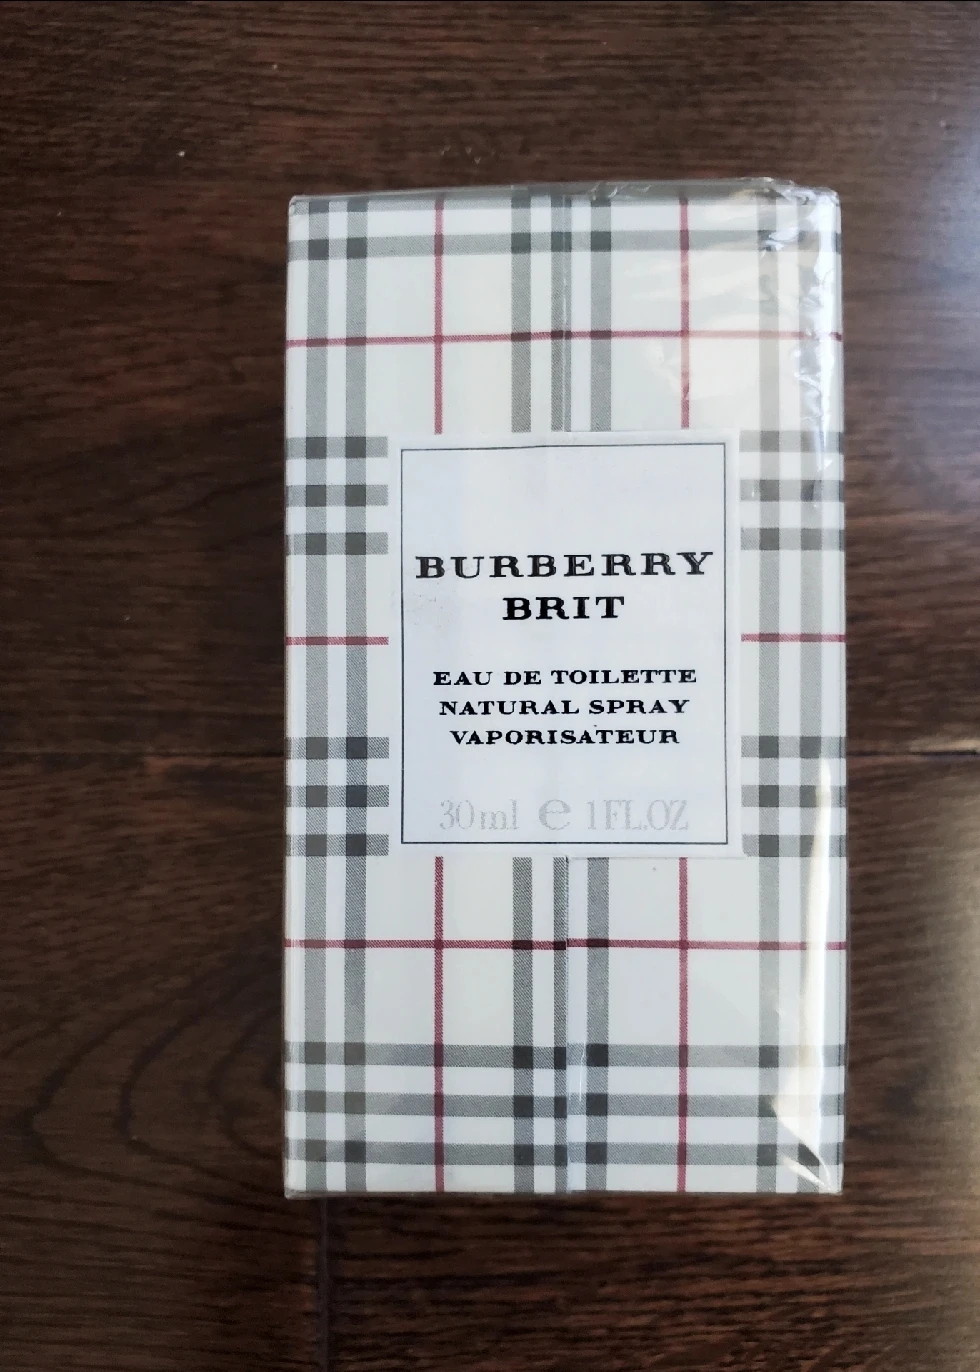 BURBERRY
BRIT
EAU DE TOILETTE
NATURAL SPRAY
VAPORISATEUR
30ml e 1FL.OZ